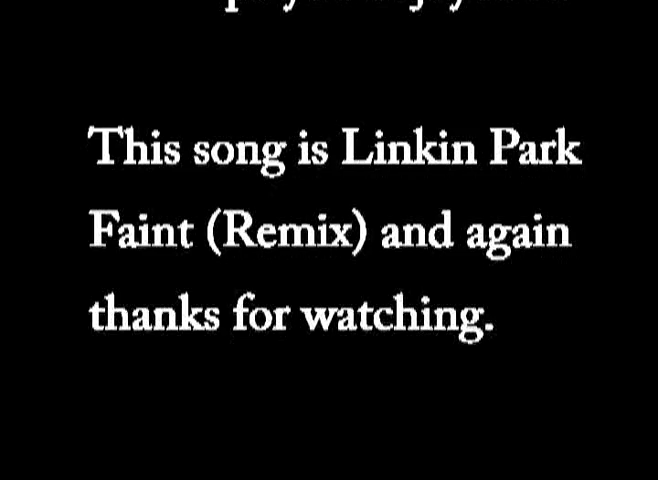 This song is Linkin Park
Faint (Remix) and again
thanks for watching.